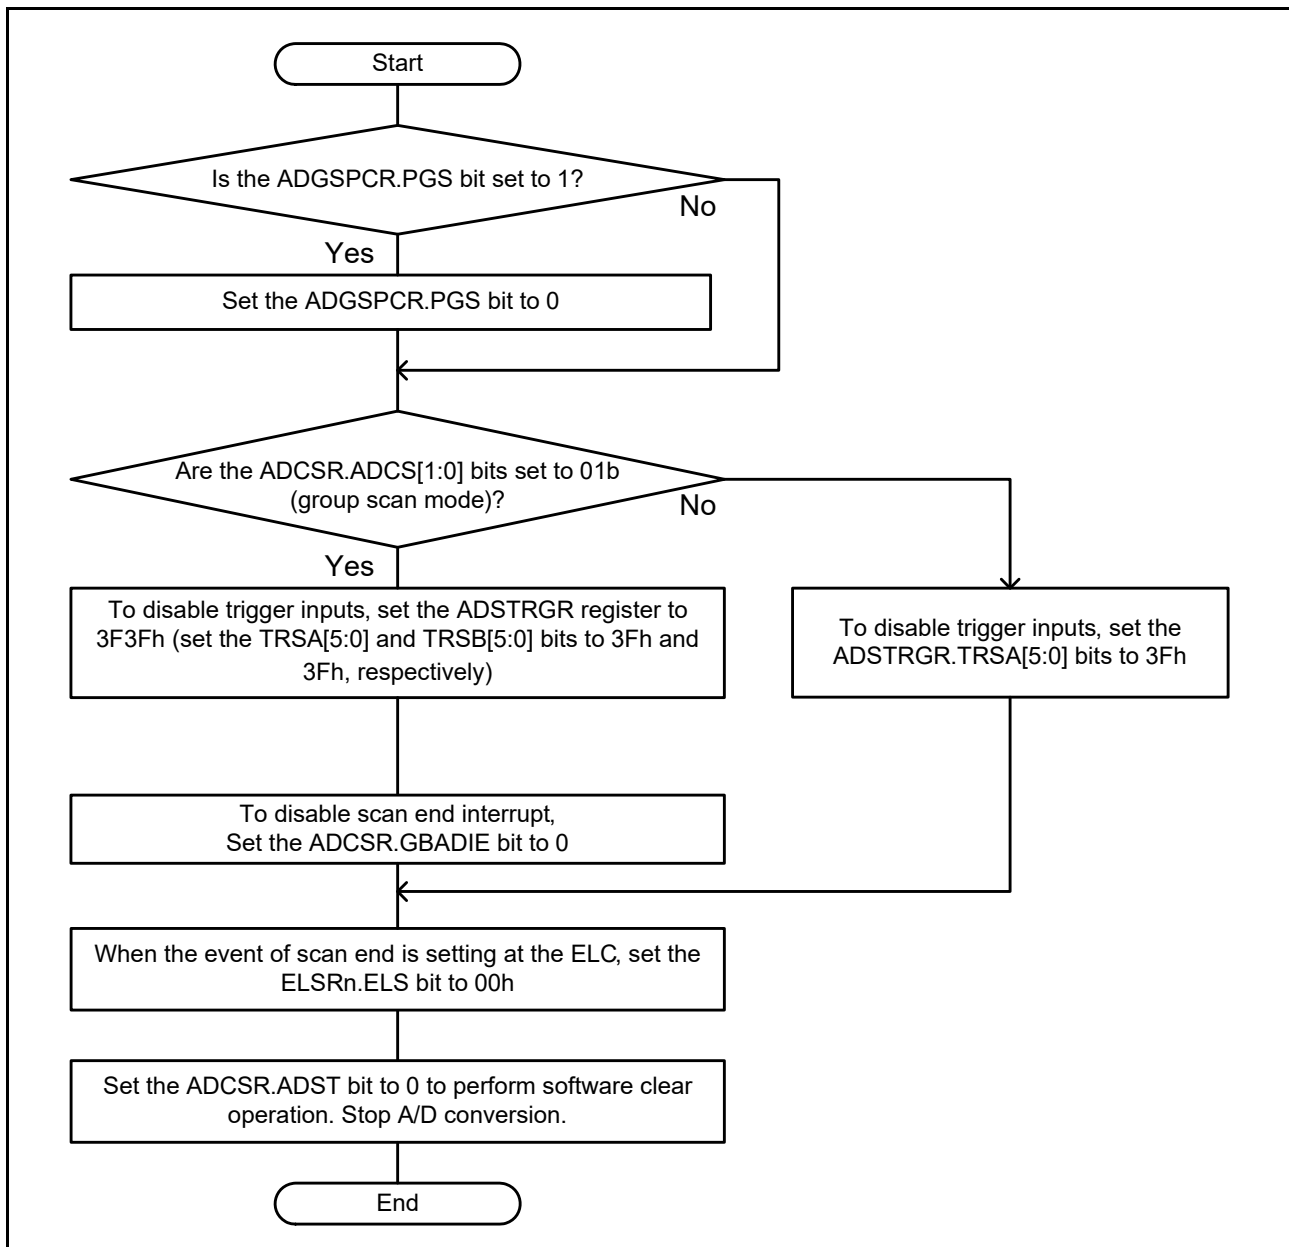 Start
Is the ADGSPCR.PGS bit set to 1?
No
Yes
Set the ADGSPCR.PGS bit to 0
Are the ADCSR.ADCS[1:0] bits set to 01b
(group scan mode)?
No
Yes
To disable trigger inputs, set the ADSTRGR register to
3F3Fh (set the TRSA[5:0] and TRSB[5:0] bits to 3Fh and
3Fh, respectively)
To disable trigger inputs, set the
ADSTRGR.TRSA[5:0] bits to 3Fh
To disable scan end interrupt,
Set the ADCSR.GBADIE bit to 0
When the event of scan end is setting at the ELC, set the
ELSRn.ELS bit to 00h
Set the ADCSR.ADST bit to 0 to perform software clear
operation. Stop A/D conversion.
End